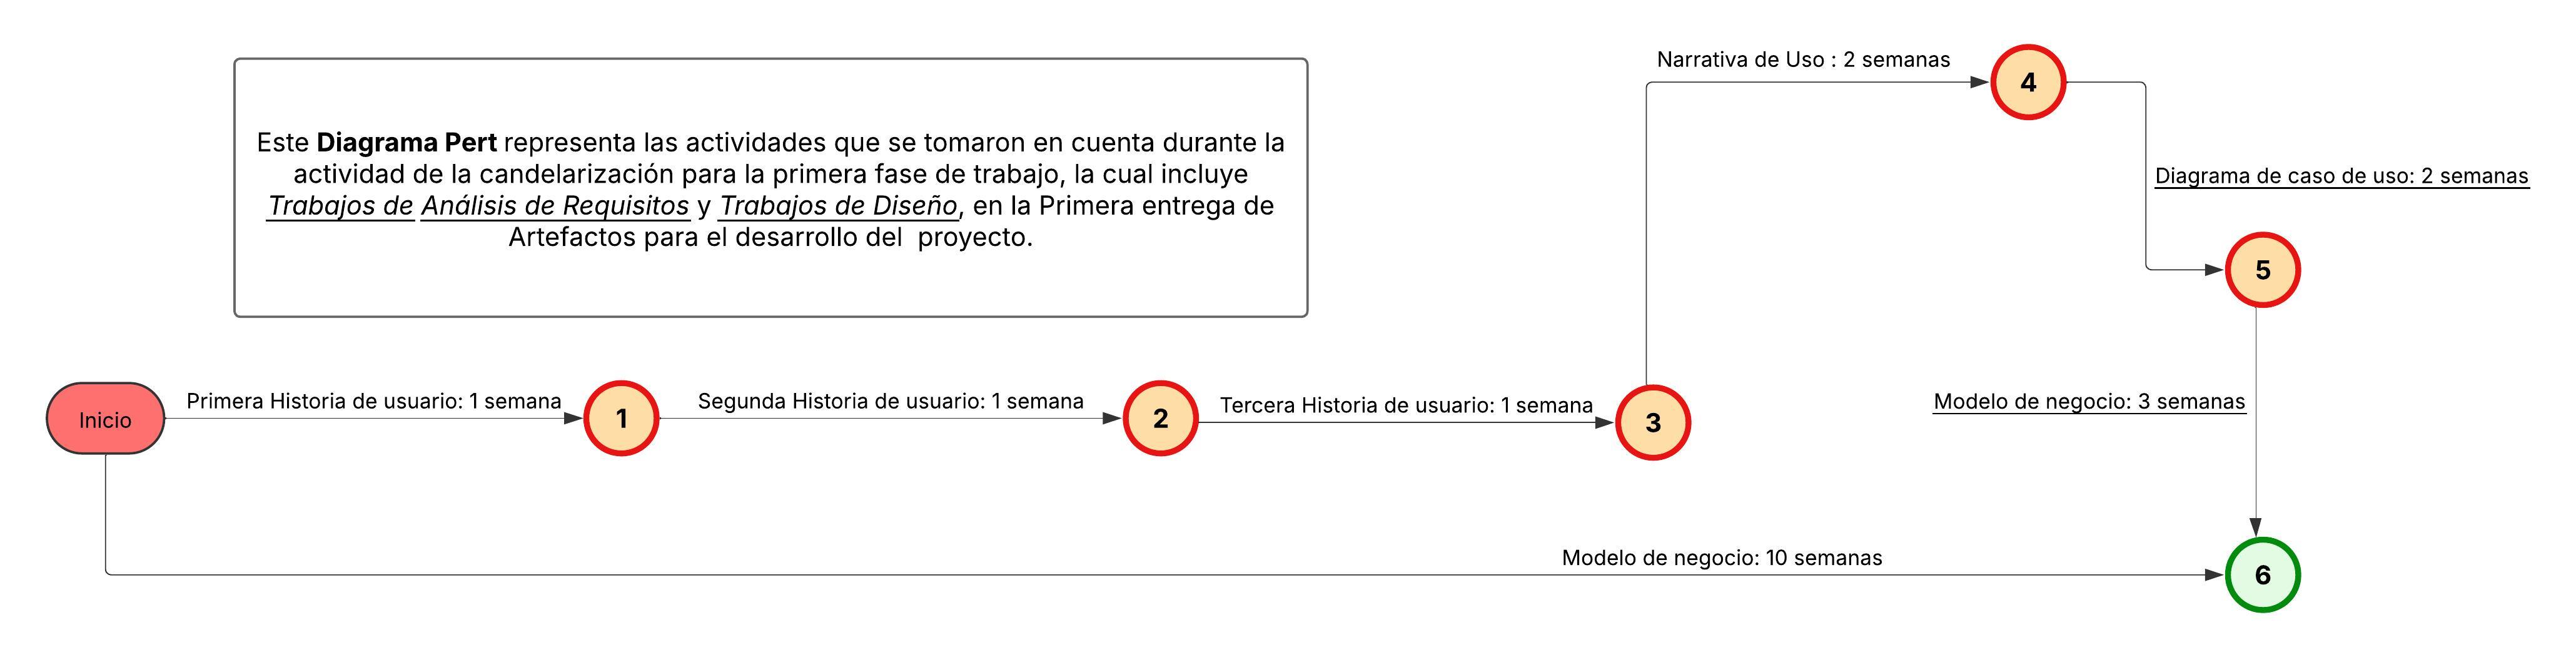 Este Diagrama Pert representa las actividades que se tomaron en cuenta durante la
actividad de la candelarización para la primera fase de trabajo, la cual incluye
Trabajos de Análisis de Requisitos y Trabajos de Diseño, en la Primera entrega de
Artefactos para el desarrollo del  proyecto.
Narrativa de Uso : 2 semanas
4
Diagrama de caso de uso: 2 semanas
5
Inicio
Primera Historia de usuario: 1 semana
1
Segunda Historia de usuario: 1 semana
2
Tercera Historia de usuario: 1 semana
3
Modelo de negocio: 3 semanas
Modelo de negocio: 10 semanas
6